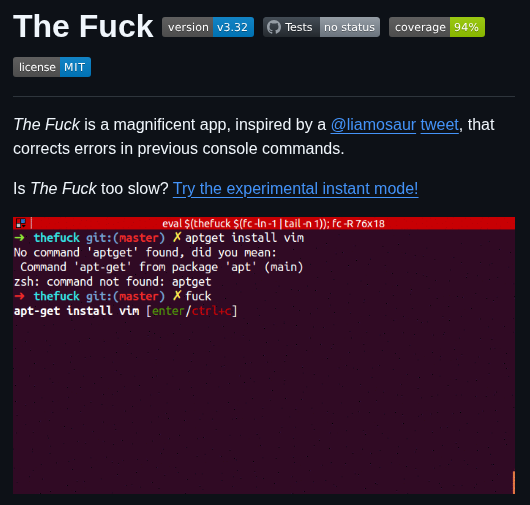 The Fuck version v3.32 Tests no status coverage 94%
license MIT
The Fuck is a magnificent app, inspired by a @liamosaur tweet, that
corrects errors in previous console commands.
Is The Fuck too slow? Try the experimental instant mode!
eval $(thefuck $(fc -ln -1 | tail -n 1)); fc -R 76x18
➜ thefuck git:(master) ✗ aptget install vim
No command 'aptget' found, did you mean:
Command 'apt-get' from package 'apt' (main)
zsh: command not found: aptget
➜ thefuck git:(master) ✗ fuck
apt-get install vim [enter/ctrl+c]